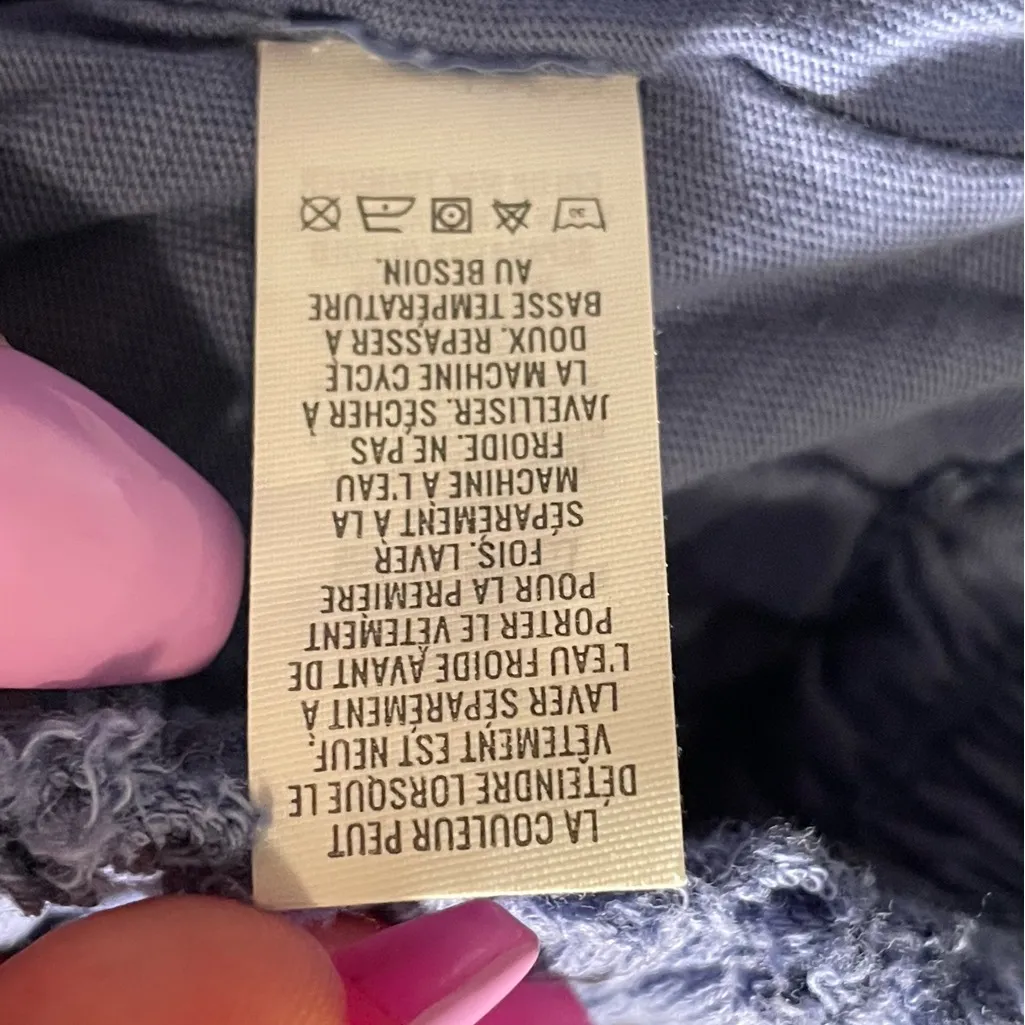 LA COULEUR PEUT
DÉTEINDRE LORSQUE LE
VÊTEMENT EST NEUF.
LAVER SÉPARÉMENT À
L'EAU FROIDE AVANT DE
PORTER LE VÊTEMENT
POUR LA PREMIÈRE
FOIS. LAVER
SÉPAREMENT À LA
MACHINE A L'EAU
FROIDE. NE PAS
JAVELLISER. SÉCHER À
LA MACHINE CYCLE
DOUX. REPASSER À
BASSE TEMPÉRATURE
AU BESOIN.
30